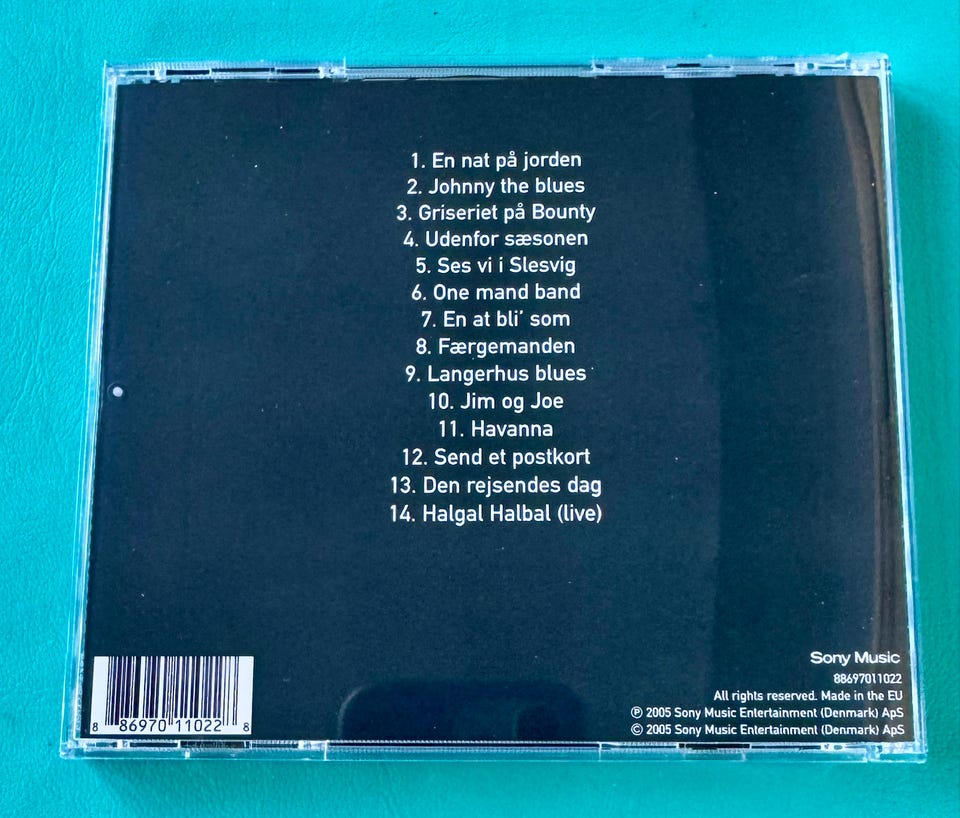 1. En nat på jorden
2. Johnny the blues
3. Griseriet på Bounty
4. Udenfor sæsonen
5. Ses vi i Slesvig
6. One mand band
7. En at bli’ som
8. Færgemanden
9. Langerhus blues
10. Jim og Joe
11. Havanna
12. Send et postkort
13. Den rejsendes dag
14. Halgal Halbal (live)
Sony Music
88697011022
All rights reserved. Made in the EU
℗ 2005 Sony Music Entertainment (Denmark) ApS
© 2005 Sony Music Entertainment (Denmark) ApS
8 86970 11022 8